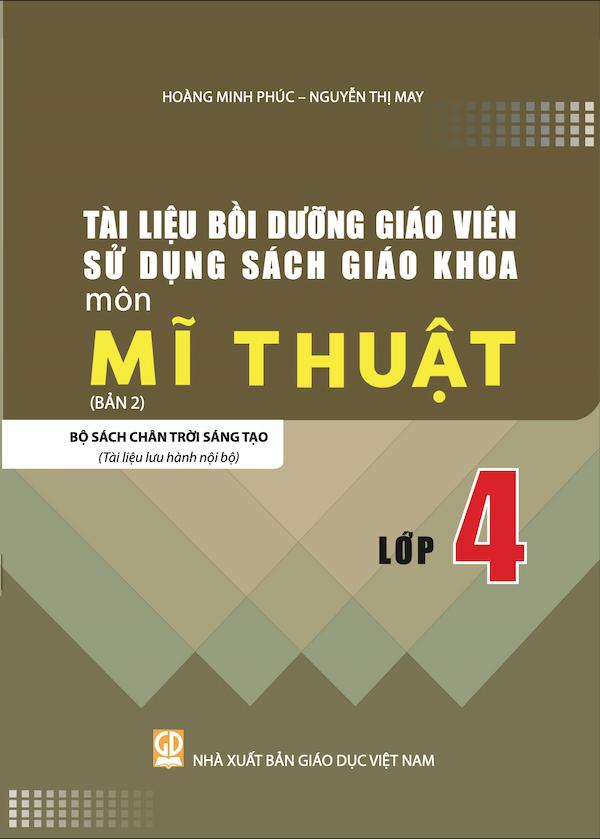 HOÀNG MINH PHÚC – NGUYỄN THỊ MAY
TÀI LIỆU BỒI DƯỠNG GIÁO VIÊN
SỬ DỤNG SÁCH GIÁO KHOA
môn
MĨ THUẬT
(BẢN 2)
BỘ SÁCH CHÂN TRỜI SÁNG TẠO
(Tài liệu lưu hành nội bộ)
LỚP 4
GD
NHÀ XUẤT BẢN GIÁO DỤC VIỆT NAM